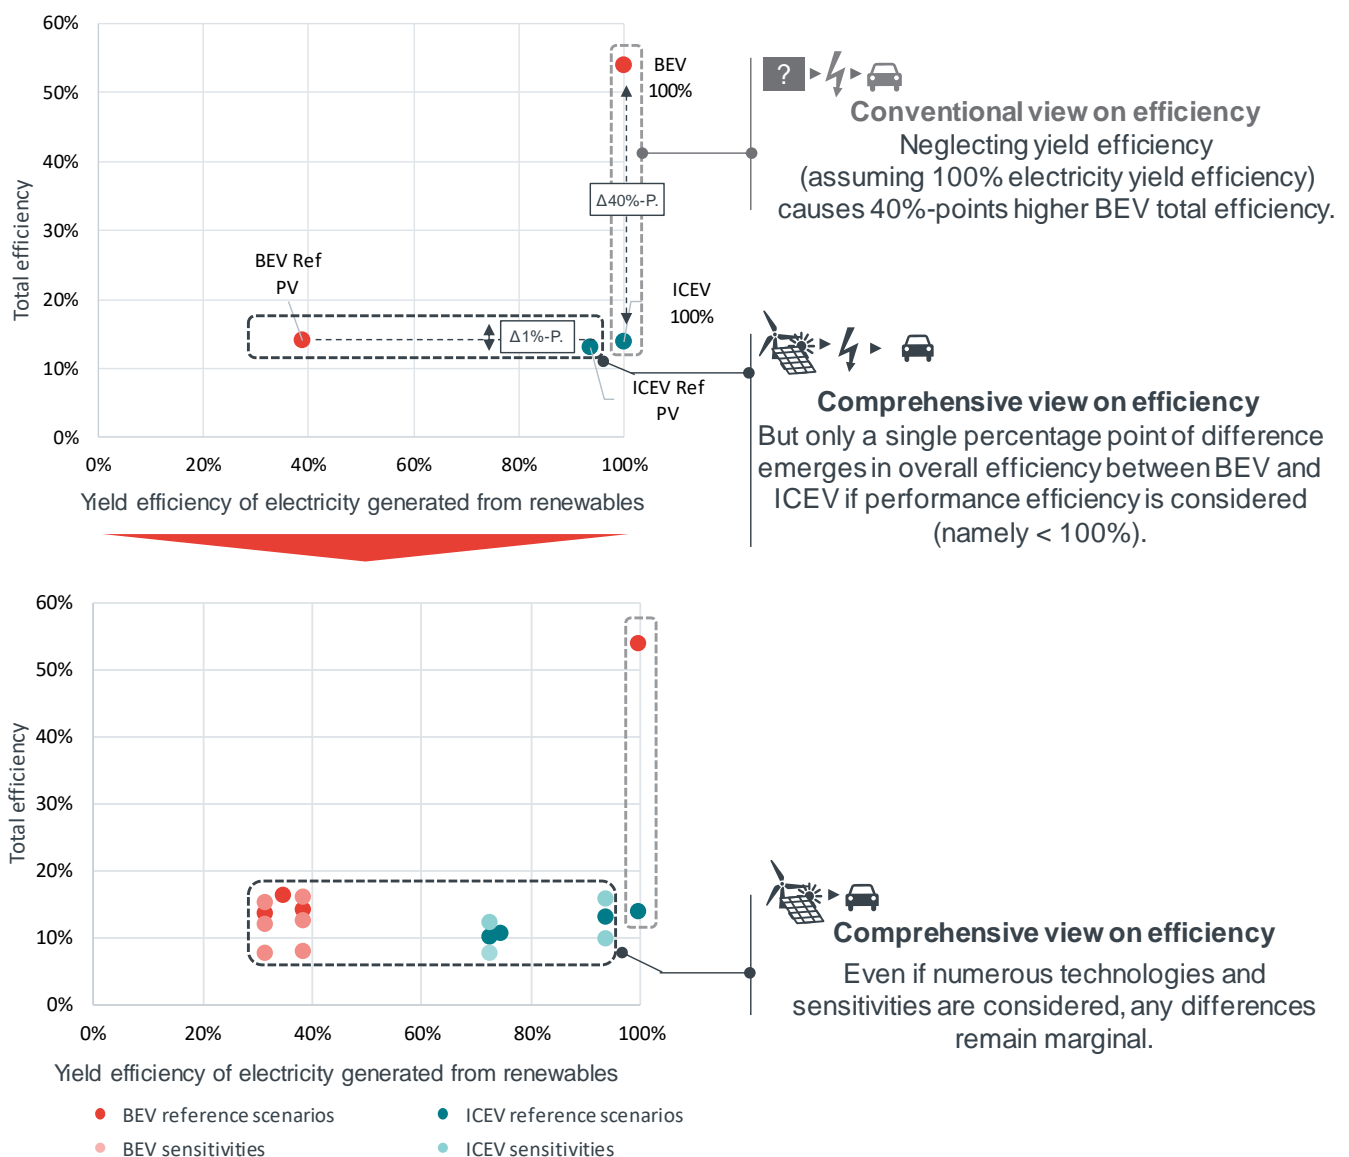 60%
50%
40%
30%
20%
10%
0%
Total efficiency
0%
20%
40%
60%
80%
100%
Yield efficiency of electricity generated from renewables
BEV
100%
Δ40%-P.
BEV Ref
PV
ICEV
100%
Δ1%-P.
ICEV Ref
PV
?
Conventional view on efficiency
Neglecting yield efficiency
(assuming 100% electricity yield efficiency)
causes 40%-points higher BEV total efficiency.
Comprehensive view on efficiency
But only a single percentage point of difference
emerges in overall efficiency between BEV and
ICEV if performance efficiency is considered
(namely < 100%).
60%
50%
40%
30%
20%
10%
0%
Total efficiency
0%
20%
40%
60%
80%
100%
Yield efficiency of electricity generated from renewables
Comprehensive view on efficiency
Even if numerous technologies and
sensitivities are considered, any differences
remain marginal.
BEV reference scenarios
ICEV reference scenarios
BEV sensitivities
ICEV sensitivities